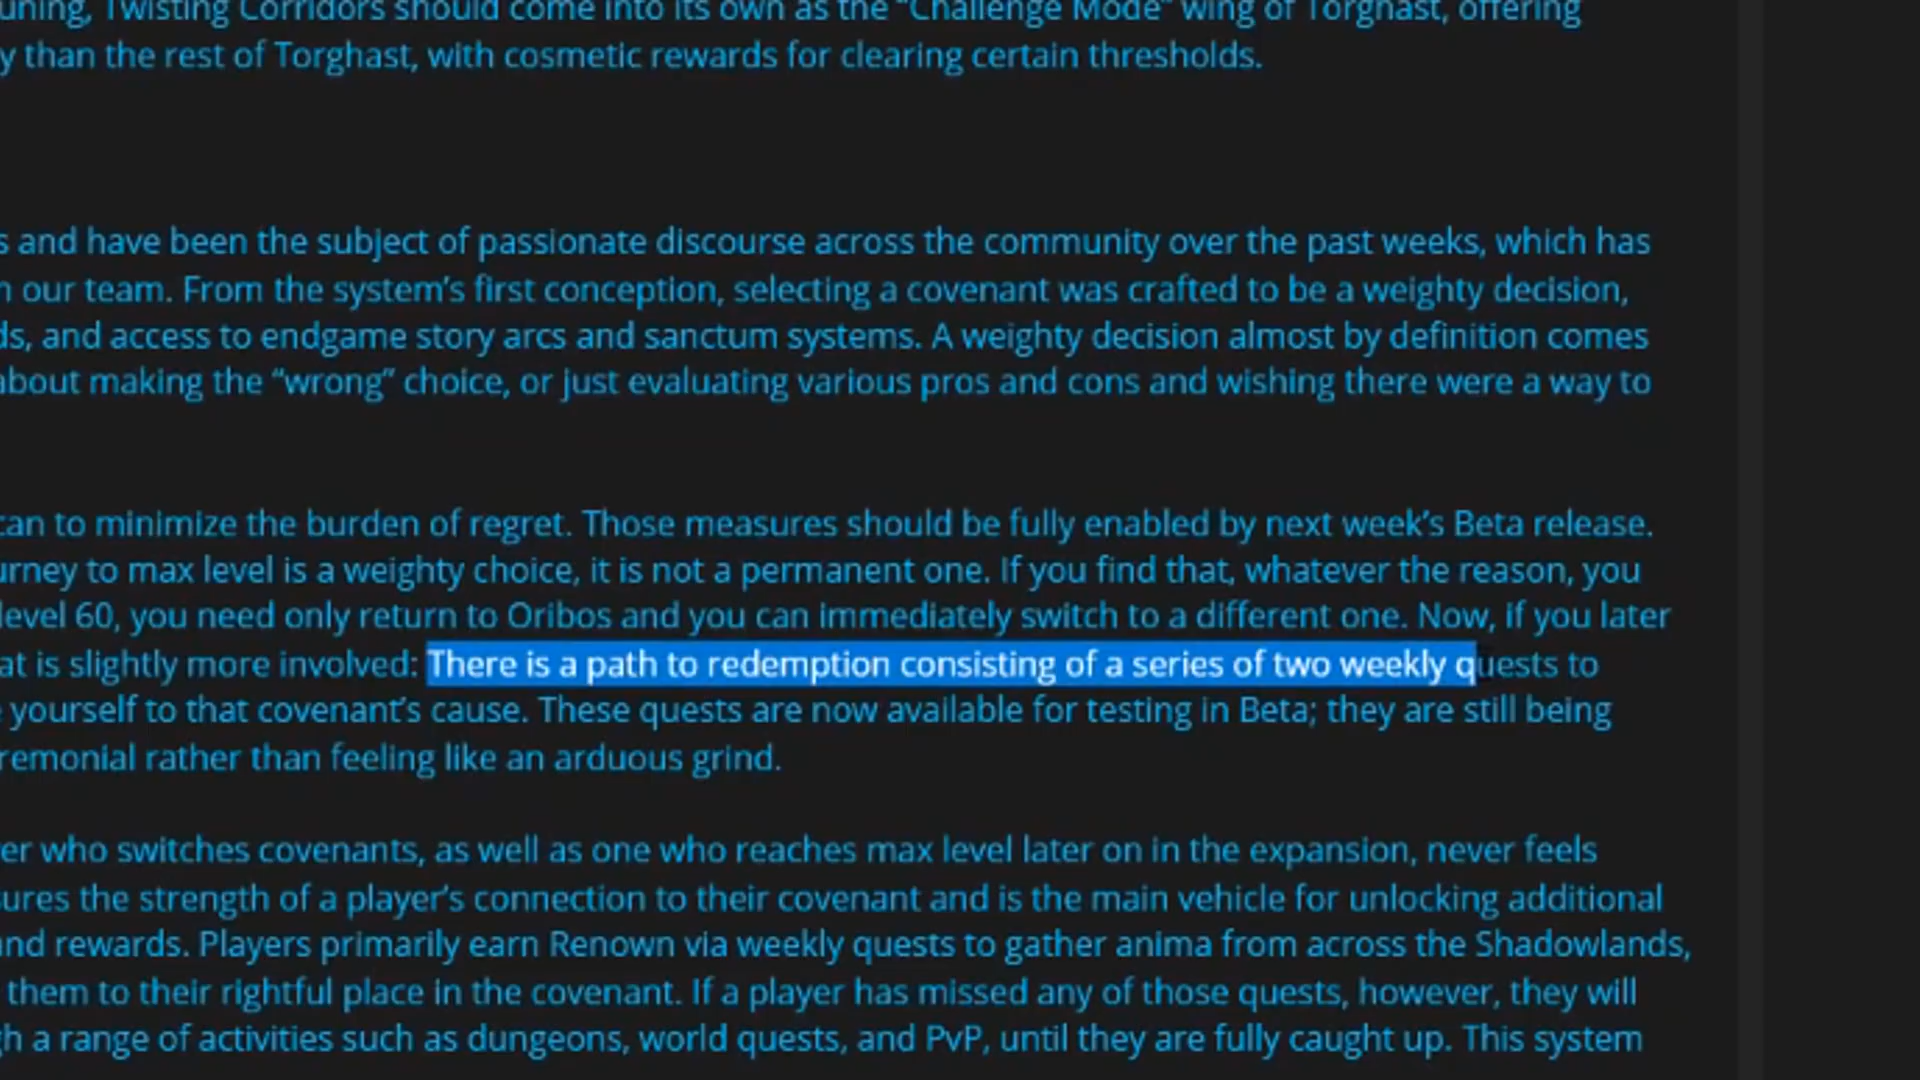 Twisting Corridors should come into its own as the “Challenge Mode” wing of Torghast, offering
y than the rest of Torghast, with cosmetic rewards for clearing certain thresholds.
s and have been the subject of passionate discourse across the community over the past weeks, which has
n our team. From the system’s first conception, selecting a covenant was crafted to be a weighty decision,
ds, and access to endgame story arcs and sanctum systems. A weighty decision almost by definition comes
about making the “wrong” choice, or just evaluating various pros and cons and wishing there were a way to
can to minimize the burden of regret. Those measures should be fully enabled by next week’s Beta release.
urney to max level is a weighty choice, it is not a permanent one. If you find that, whatever the reason, you
level 60, you need only return to Oribos and you can immediately switch to a different one. Now, if you later
at is slightly more involved: There is a path to redemption consisting of a series of two weekly quests to
yourself to that covenant’s cause. These quests are now available for testing in Beta; they are still being
remonial rather than feeling like an arduous grind.
er who switches covenants, as well as one who reaches max level later on in the expansion, never feels
ures the strength of a player’s connection to their covenant and is the main vehicle for unlocking additional
and rewards. Players primarily earn Renown via weekly quests to gather anima from across the Shadowlands,
them to their rightful place in the covenant. If a player has missed any of those quests, however, they will
gh a range of activities such as dungeons, world quests, and PvP, until they are fully caught up. This system